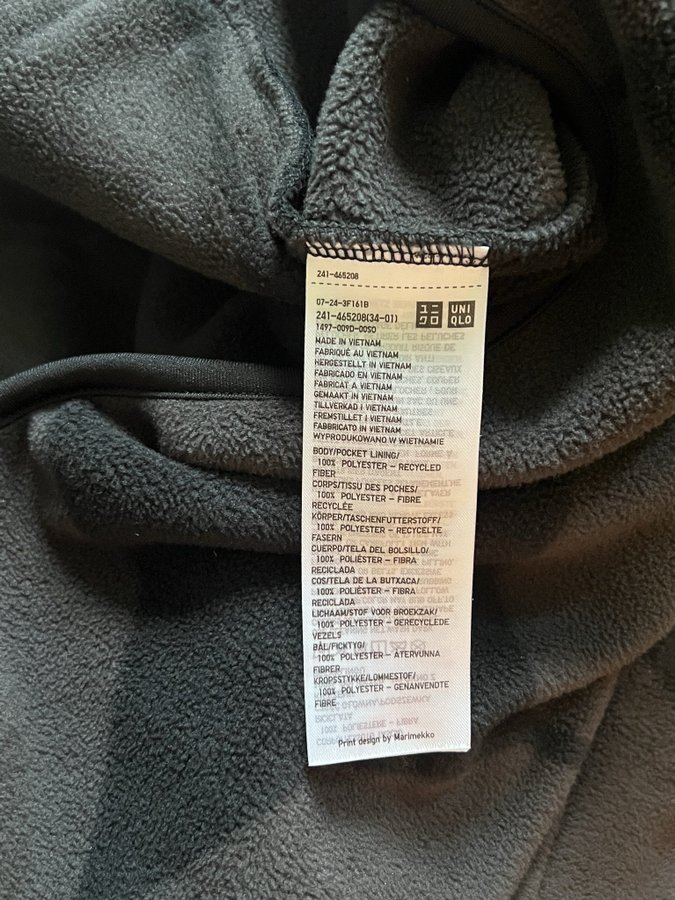 241-465208
07-24-3F161B
241-465208(34-01)
1497-009D-00SO
ユニ
クロ
UNI
QLO
MADE IN VIETNAM
FABRIQUÉ AU VIETNAM
HERGESTELLT IN VIETNAM
FABRICADO EN VIETNAM
FABRICAT A VIETNAM
GEMAAKT IN VIETNAM
TILLVERKAD I VIETNAM
FREMSTILLET I VIETNAM
FABBRICATO IN VIETNAM
WYPRODUKOWANO W WIETNAMIE
BODY/POCKET LINING/
100% POLYESTER – RECYCLED
FIBER
CORPS/TISSU DES POCHES/
100% POLYESTER – FIBRE
RECYCLÉE
KÖRPER/TASCHENFUTTERSTOFF/
100% POLYESTER – RECYCELTE
FASERN
CUERPO/TELA DEL BOLSILLO/
100% POLIÉSTER – FIBRA
RECICLADA
COS/TELA DE LA BUTXACA/
100% POLIÈSTER – FIBRA
RECICLADA
LICHAAM/STOF VOOR BROEKZAK/
100% POLYESTER – GERECYCLEDE
VEZELS
BÅL/FICKTYG/
100% POLYESTER – ÅTERVUNNA
FIBRER
KROPSSTYKKE/LOMMESTOF/
100% POLYESTER – GENANVENDTE
FIBRE
Print design by Marimekko